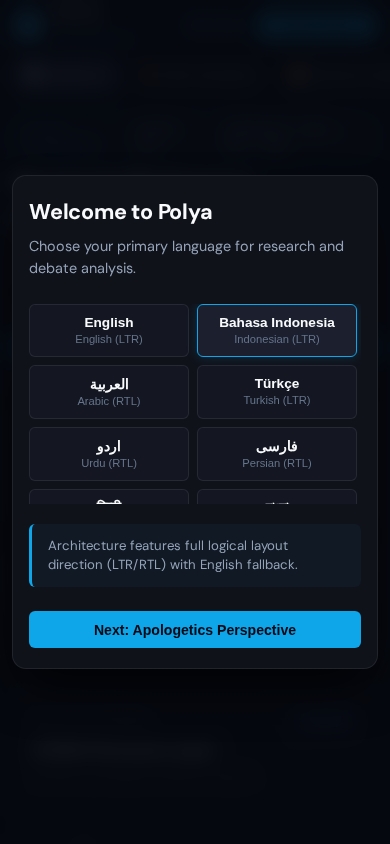 Welcome to Polya
Choose your primary language for research and
debate analysis.
English
English (LTR)
Bahasa Indonesia
Indonesian (LTR)
العربية
Arabic (RTL)
Türkçe
Turkish (LTR)
اردو
Urdu (RTL)
فارسی
Persian (RTL)
Architecture features full logical layout
direction (LTR/RTL) with English fallback.
Next: Apologetics Perspective